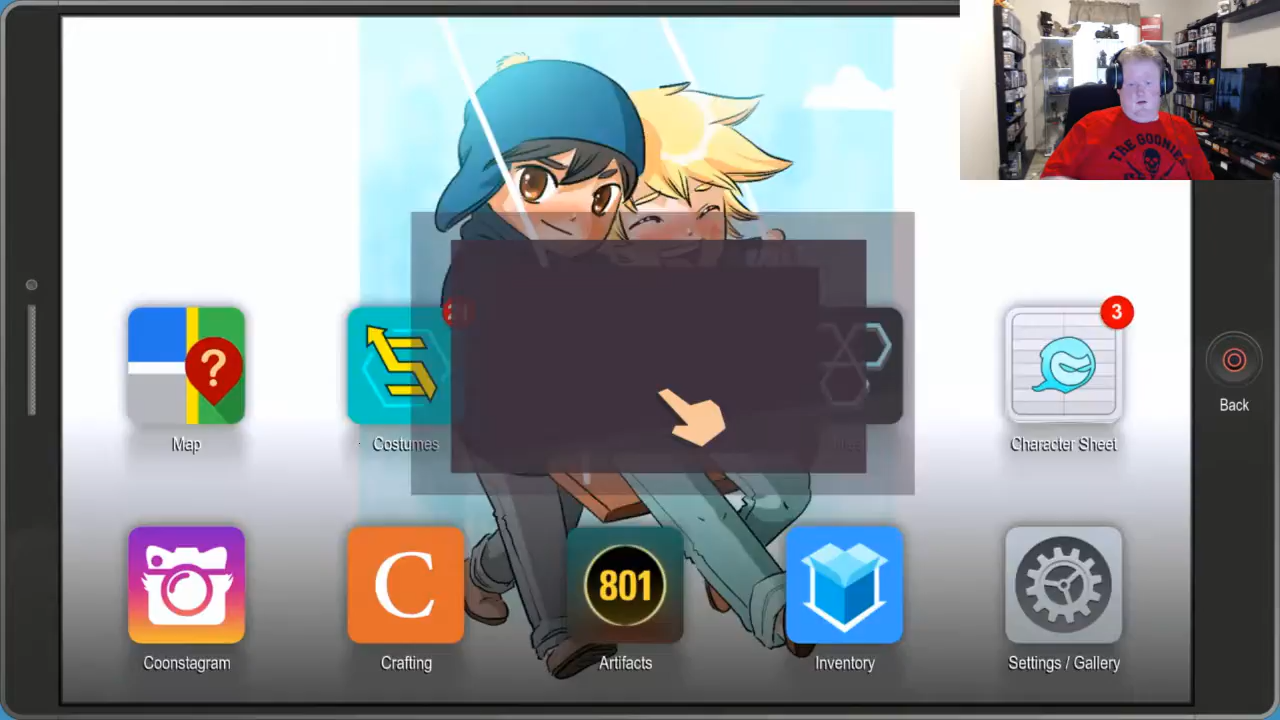 THE GOONIES
3
Map
Costumes
Character Sheet
Back
C
801
Coonstagram
Crafting
Artifacts
Inventory
Settings / Gallery